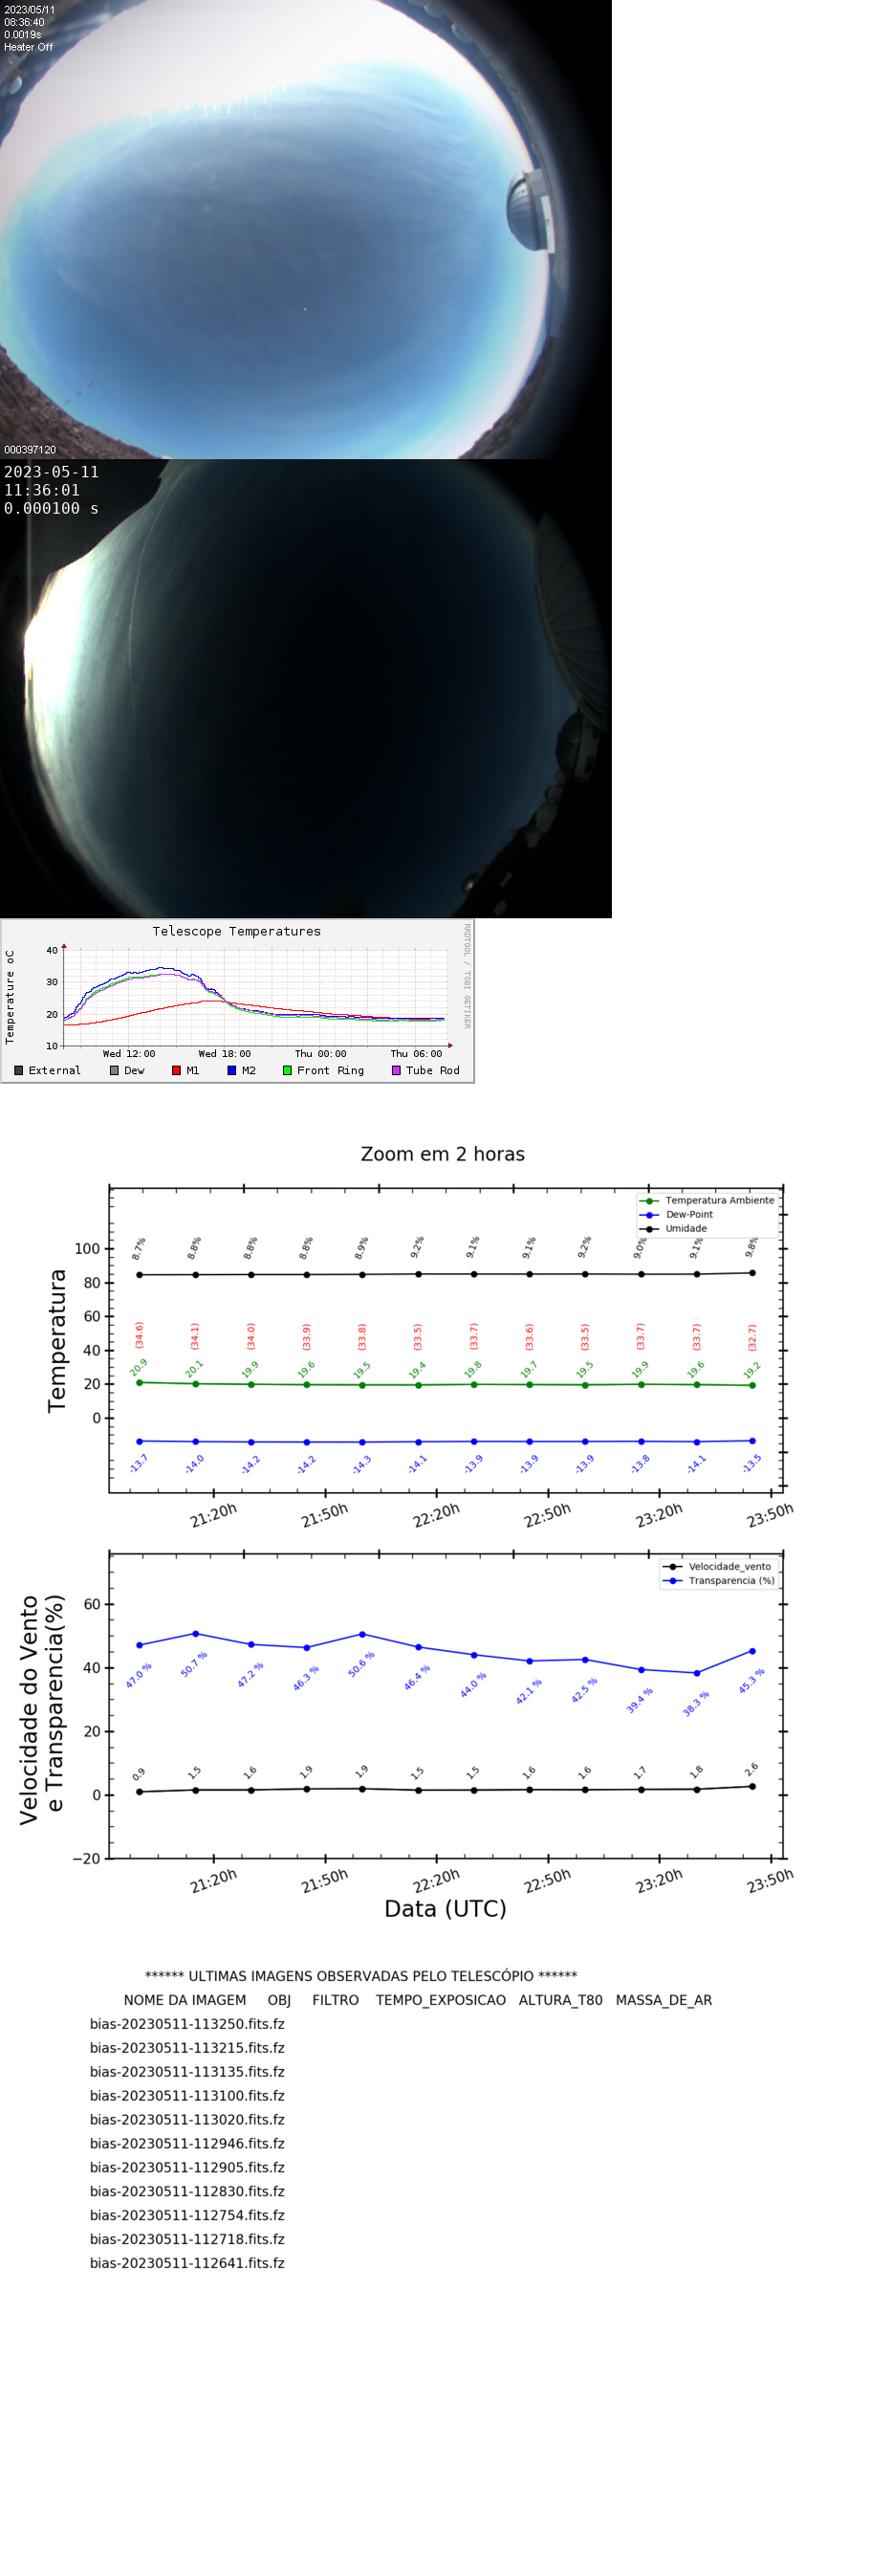 2023/05/11
08:36:40
0.0019s
Heater Off
000397120
2023-05-11
11:36:01
0.000100 s
Telescope Temperatures
RRDTOOL / TOBI OETIKER
Temperature oC
40
30
20
10
Wed 12:00 Wed 18:00 Thu 00:00 Thu 06:00
External Dew M1 M2 Front Ring Tube Rod
Zoom em 2 horas
Temperatura Ambiente
Dew-Point
Umidade
Temperatura
100
80
60
40
20
0
8.7% 8.8% 8.8% 8.8% 8.9% 9.2% 9.1% 9.1% 9.2% 9.0% 9.1% 9.8%
(34.6) (34.1) (34.0) (33.9) (33.8) (33.5) (33.7) (33.6) (33.5) (33.7) (33.7) (32.7)
20.9 20.1 19.9 19.6 19.5 19.4 19.8 19.7 19.5 19.9 19.6 19.2
-13.7 -14.0 -14.2 -14.2 -14.3 -14.1 -13.9 -13.9 -13.9 -13.8 -14.1 -13.5
21:20h 21:50h 22:20h 22:50h 23:20h 23:50h
Velocidade_vento
Transparencia (%)
Velocidade do Vento
e Transparencia(%)
60
40
20
0
−20
47.0 % 50.7 % 47.2 % 46.3 % 50.6 % 46.4 % 44.0 % 42.1 % 42.5 % 39.4 % 38.3 % 45.3 %
0.9 1.5 1.6 1.9 1.9 1.5 1.5 1.6 1.6 1.7 1.8 2.6
21:20h 21:50h 22:20h 22:50h 23:20h 23:50h
Data (UTC)
****** ULTIMAS IMAGENS OBSERVADAS PELO TELESCÓPIO ******
NOME DA IMAGEM OBJ FILTRO TEMPO_EXPOSICAO ALTURA_T80 MASSA_DE_AR
bias-20230511-113250.fits.fz
bias-20230511-113215.fits.fz
bias-20230511-113135.fits.fz
bias-20230511-113100.fits.fz
bias-20230511-113020.fits.fz
bias-20230511-112946.fits.fz
bias-20230511-112905.fits.fz
bias-20230511-112830.fits.fz
bias-20230511-112754.fits.fz
bias-20230511-112718.fits.fz
bias-20230511-112641.fits.fz